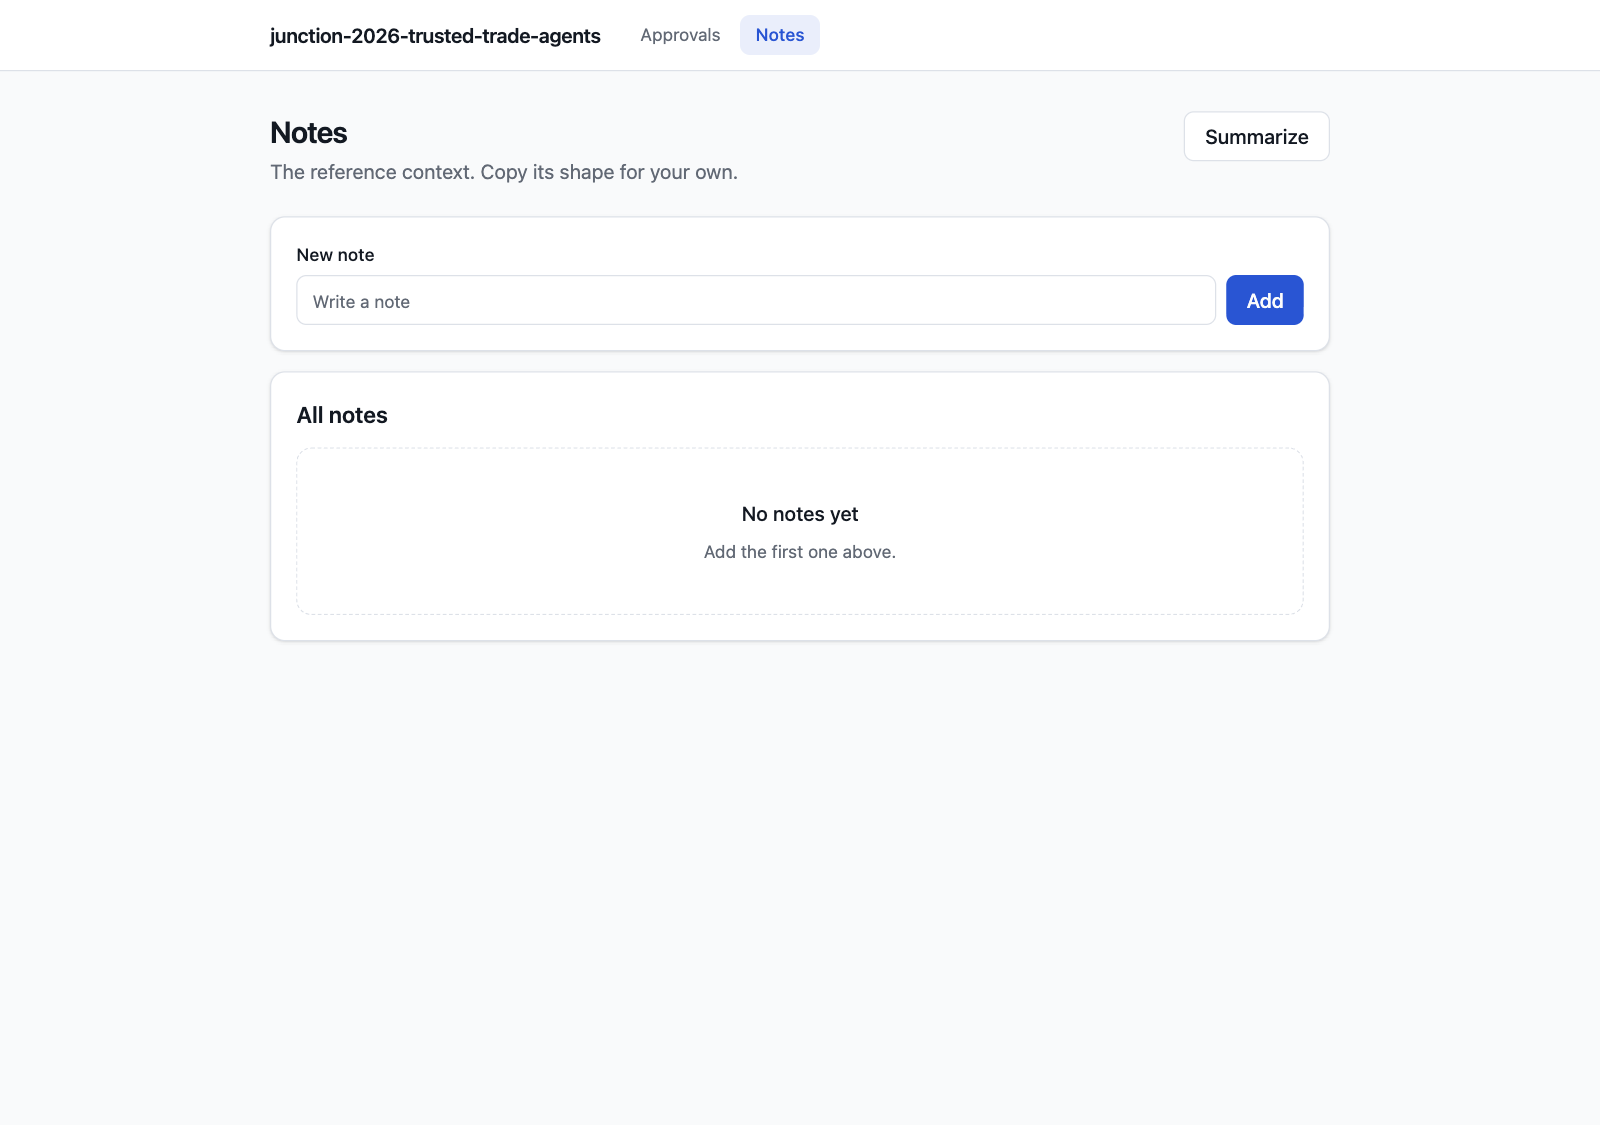 junction-2026-trusted-trade-agents
Approvals
Notes
Notes
Summarize
The reference context. Copy its shape for your own.
New note
Write a note
Add
All notes
No notes yet
Add the first one above.